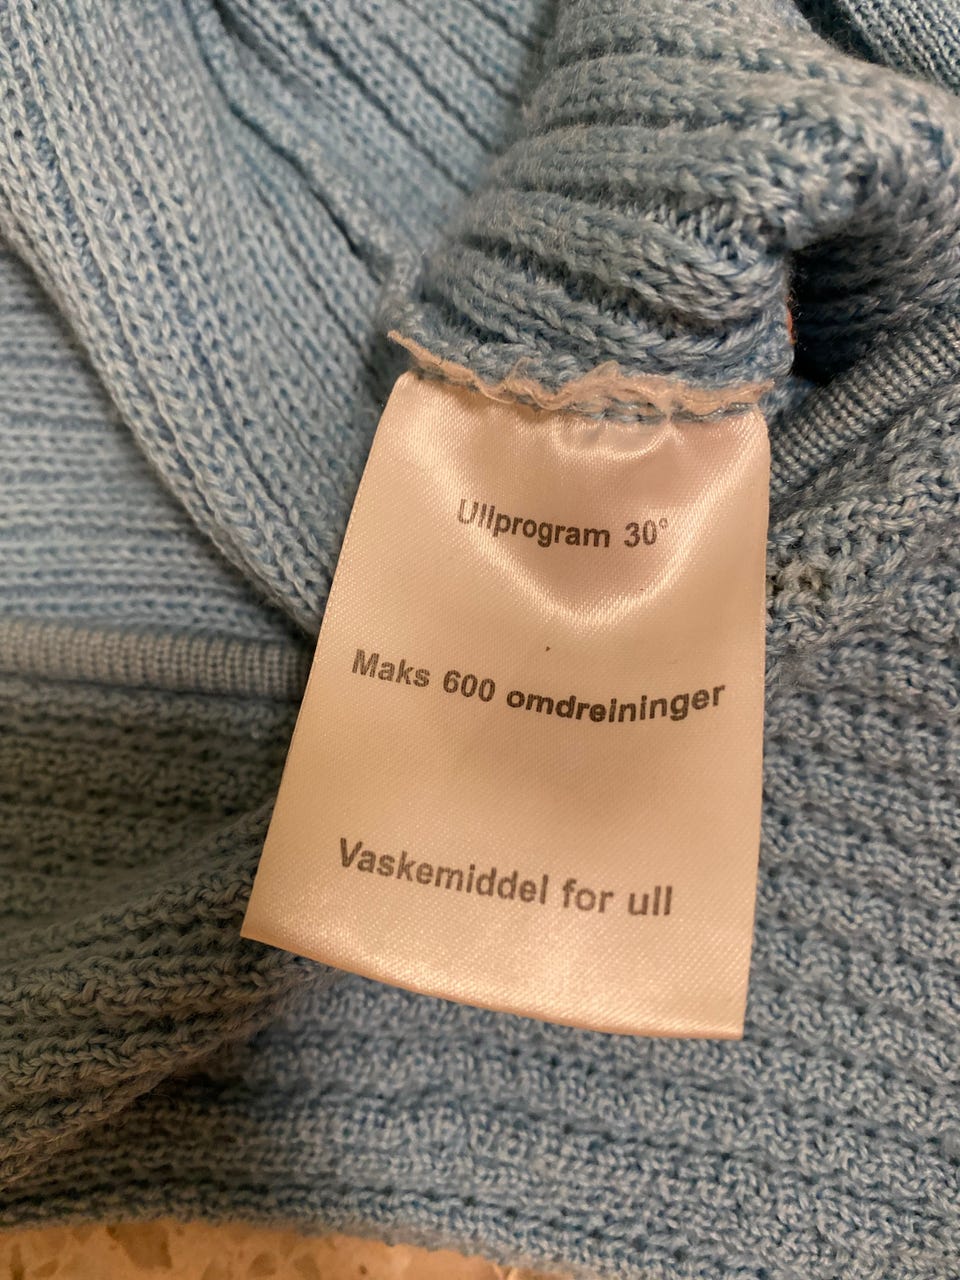 Ullprogram 30°
Maks 600 omdreininger
Vaskemiddel for ull